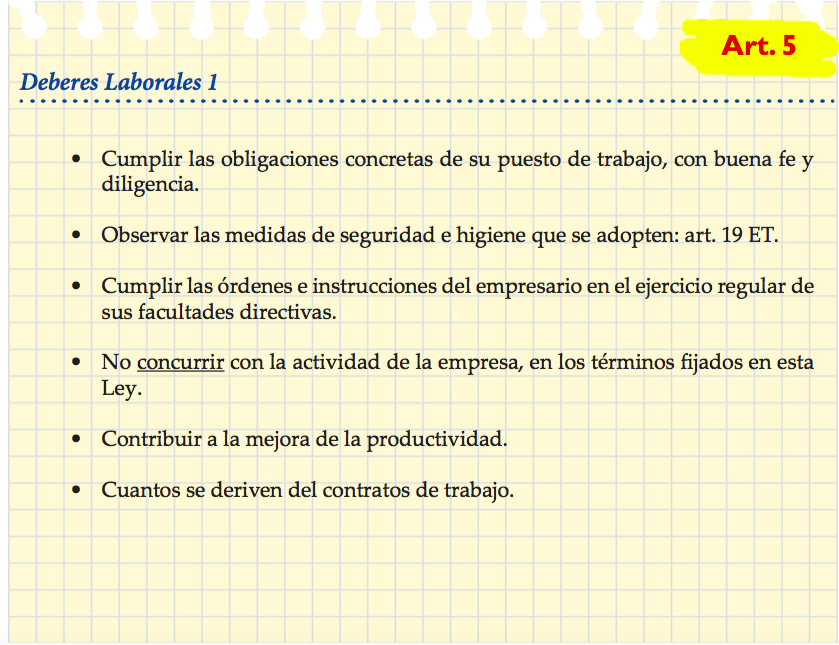 Art. 5
Deberes Laborales 1
• Cumplir las obligaciones concretas de su puesto de trabajo, con buena fe y
diligencia.
• Observar las medidas de seguridad e higiene que se adopten: art. 19 ET.
• Cumplir las órdenes e instrucciones del empresario en el ejercicio regular de
sus facultades directivas.
• No concurrir con la actividad de la empresa, en los términos fijados en esta
Ley.
• Contribuir a la mejora de la productividad.
• Cuantos se deriven del contratos de trabajo.